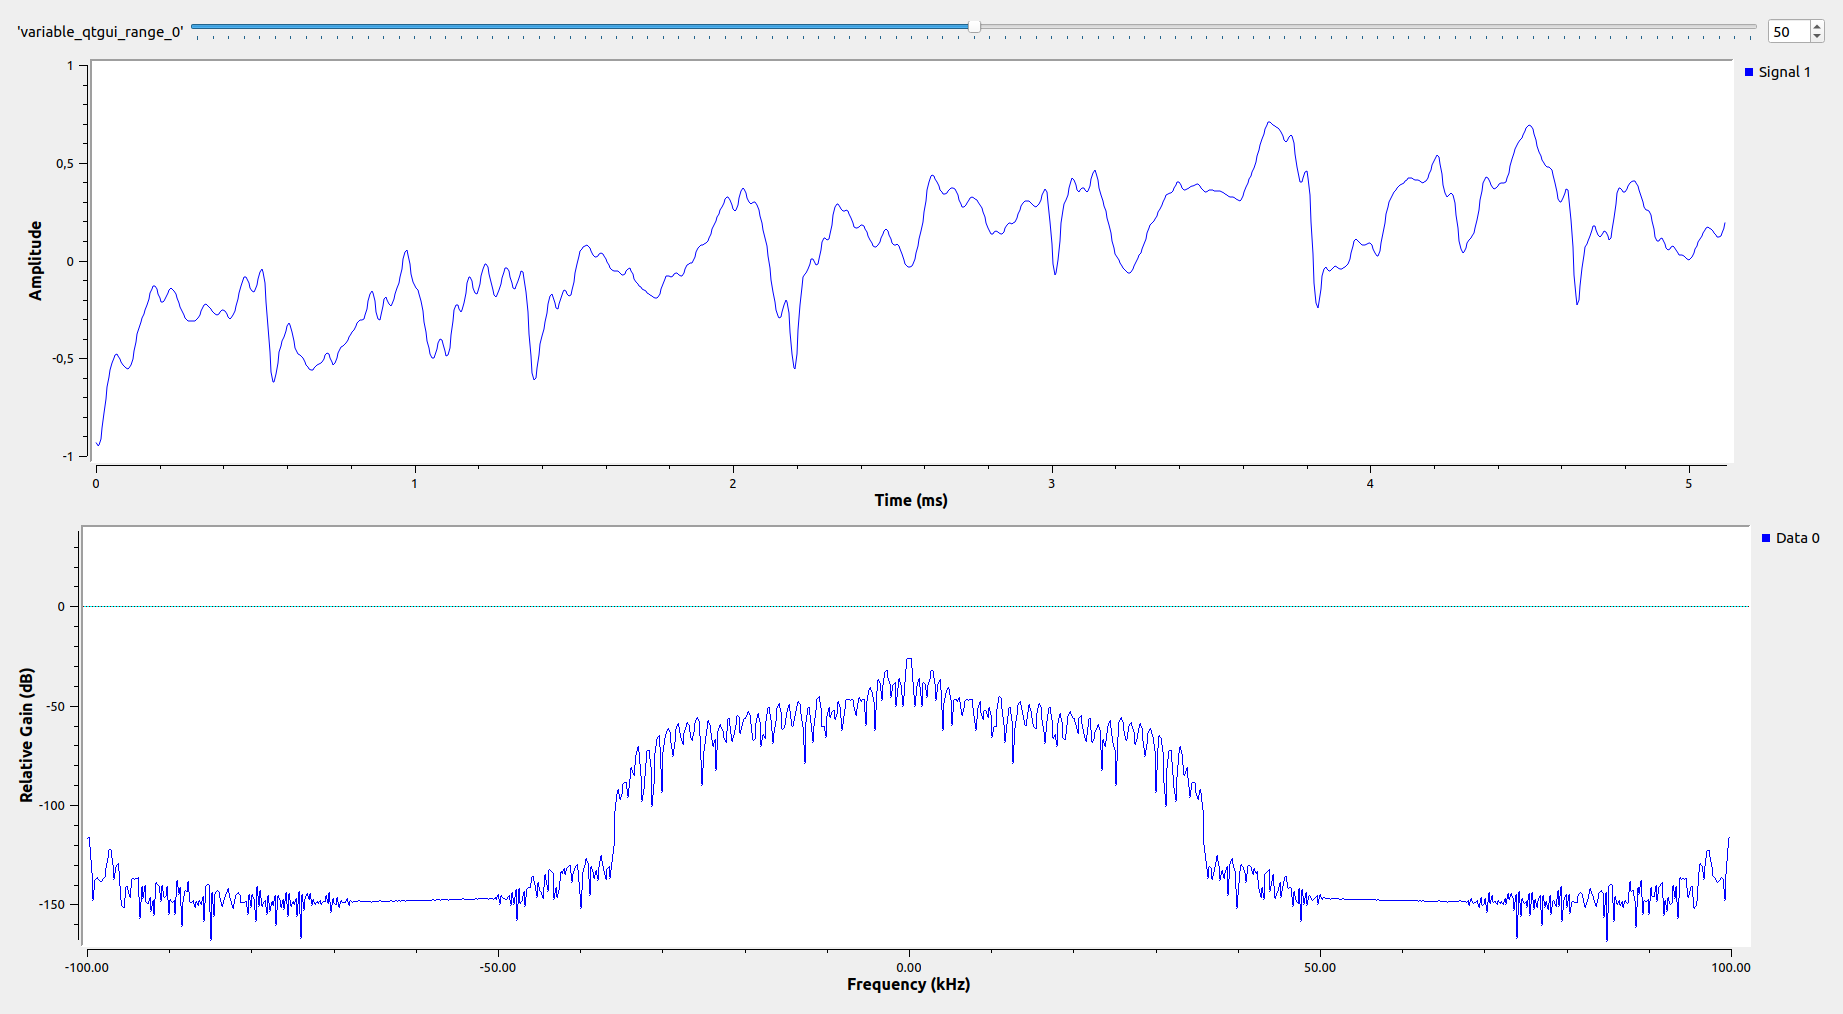 'variable_qtgui_range_0'
50
Signal 1
1
0,5
0
-0,5
-1
Amplitude
0 1 2 3 4 5
Time (ms)
Data 0
0
-50
-100
-150
Relative Gain (dB)
-100.00 -50.00 0.00 50.00 100.00
Frequency (kHz)